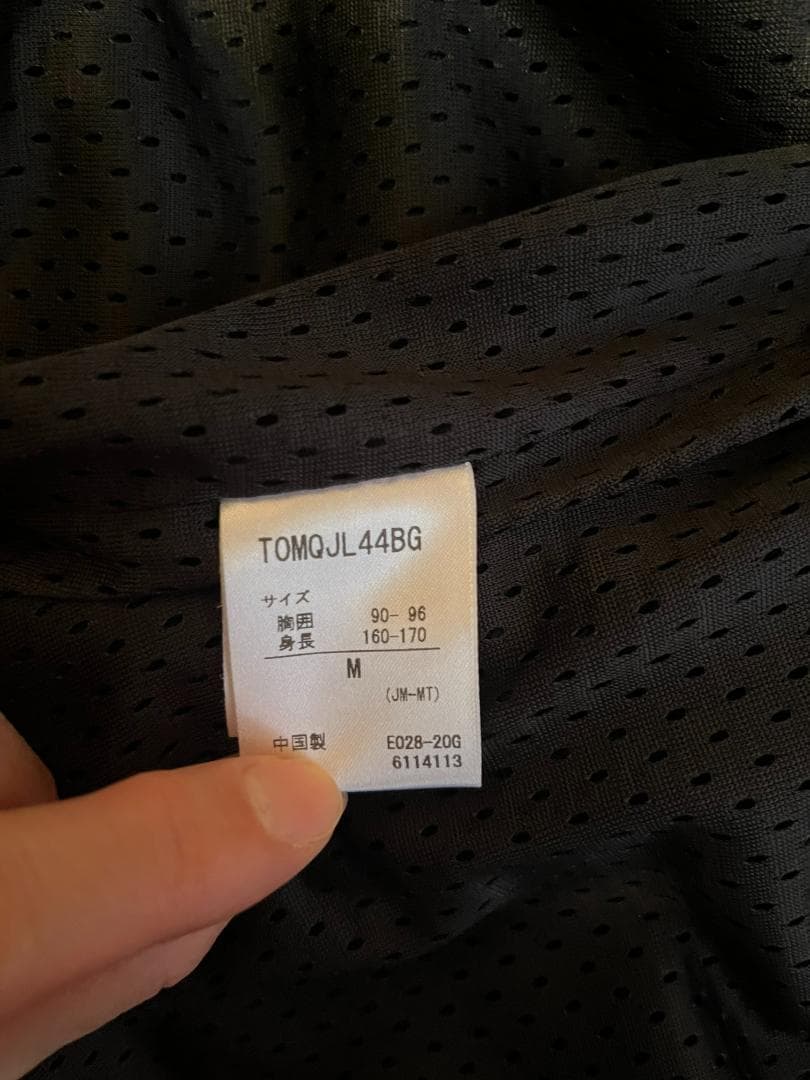 TOMQJL44BG
サイズ
胸囲 90- 96
身長 160-170
M
(JM-MT)
中国製 E028-20G
6114113